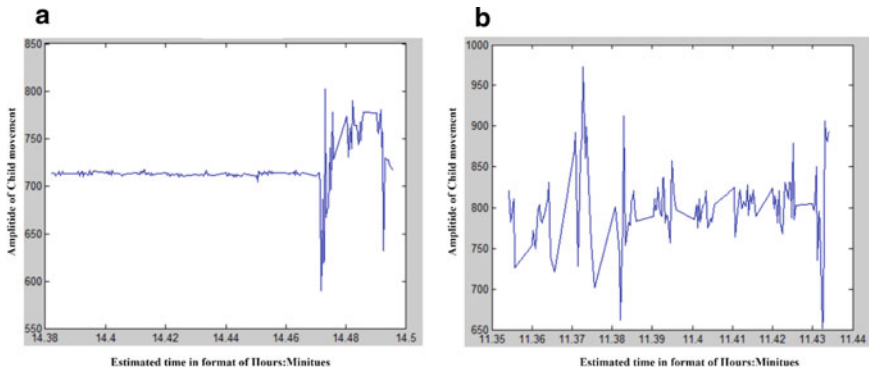 a
850
800
750
700
650
600
550
14.38 14.4 14.42 14.44 14.46 14.48 14.5
Amplitide of Child movement
Estimated time in format of Hours:Minitues
b
1000
950
900
850
800
750
700
650
11.35 11.36 11.37 11.38 11.39 11.4 11.41 11.42 11.43 11.44
Amplitide of Child movement
Estimated time in format of Hours:Minitues